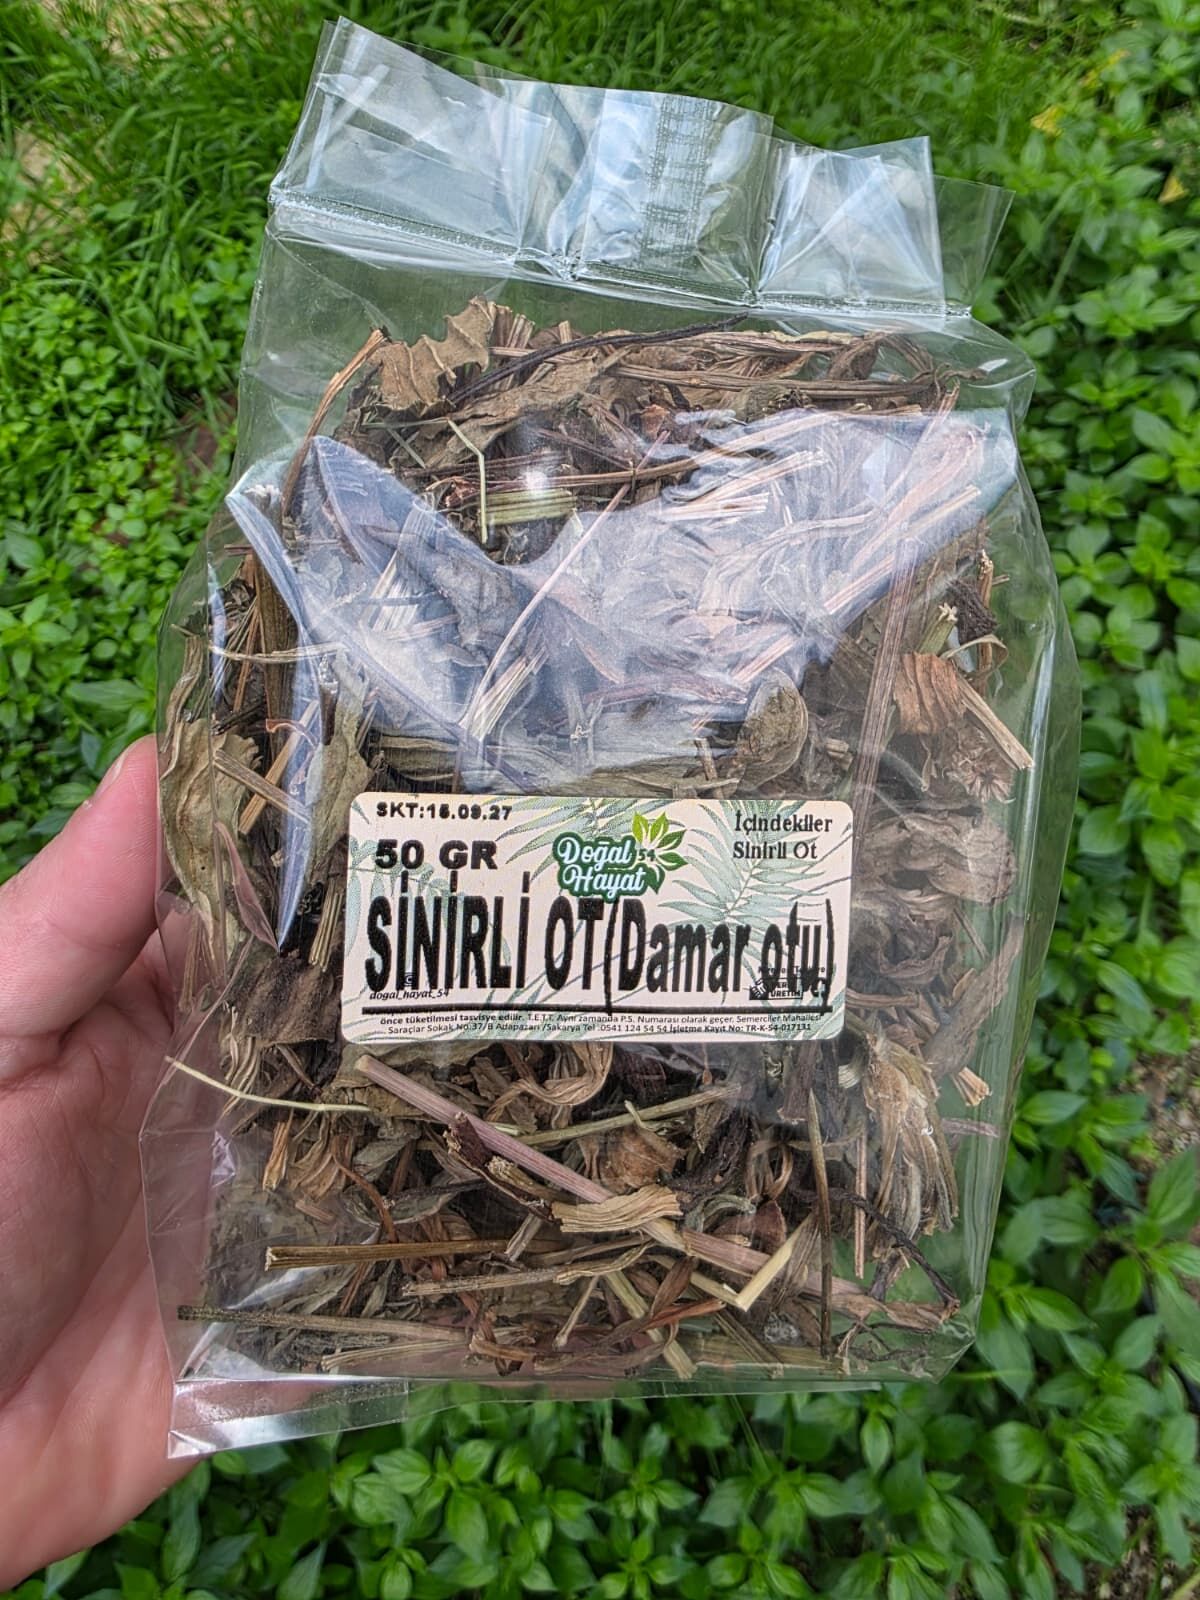 SKT:15.09.27
İçindekiler
50 GR
Doğal 54
Sinirli Ot
Hayat
SİNİRLİ OT(Damar otu)
dogal_hayat_54
YERLİ
ÜRETİM
önce tüketilmesi tavsiye edilir. T.E.T.T. Aynı zamanda P.S. Numarası olarak geçer. Semerciler Mahallesi
Saraçlar Sokak No:37/B Adapazarı /Sakarya Tel :0541 124 54 54 İşletme Kayıt No: TR-K-54-017131